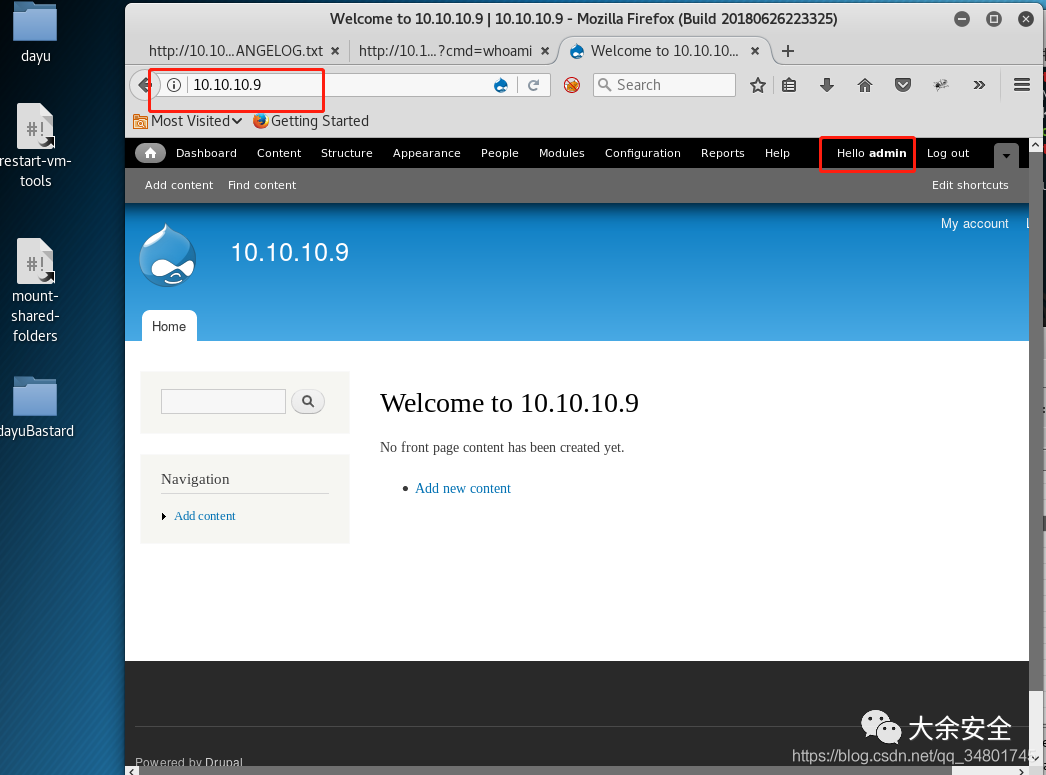 dayu
restart-vm-
tools
mount-
shared-
folders
dayuBastard
Welcome to 10.10.10.9 | 10.10.10.9 - Mozilla Firefox (Build 20180626223325)
http://10.10...ANGELOG.txt × http://10.1...?cmd=whoami × Welcome to 10.10.10... ×
10.10.10.9 Search
Most Visited Getting Started
Dashboard Content Structure Appearance People Modules Configuration Reports Help Hello admin Log out
Add content Find content Edit shortcuts
My account
10.10.10.9
Home
Welcome to 10.10.10.9
No front page content has been created yet.
Add new content
Navigation
Add content
大余安全
https://blog.csdn.net/qq_34801745
Powered by Drupal